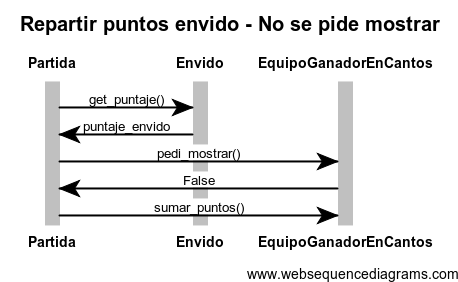 Repartir puntos envido - No se pide mostrar
Partida Envido EquipoGanadorEnCantos
get_puntaje()
puntaje_envido
pedi_mostrar()
False
sumar_puntos()
Partida Envido EquipoGanadorEnCantos
www.websequencediagrams.com